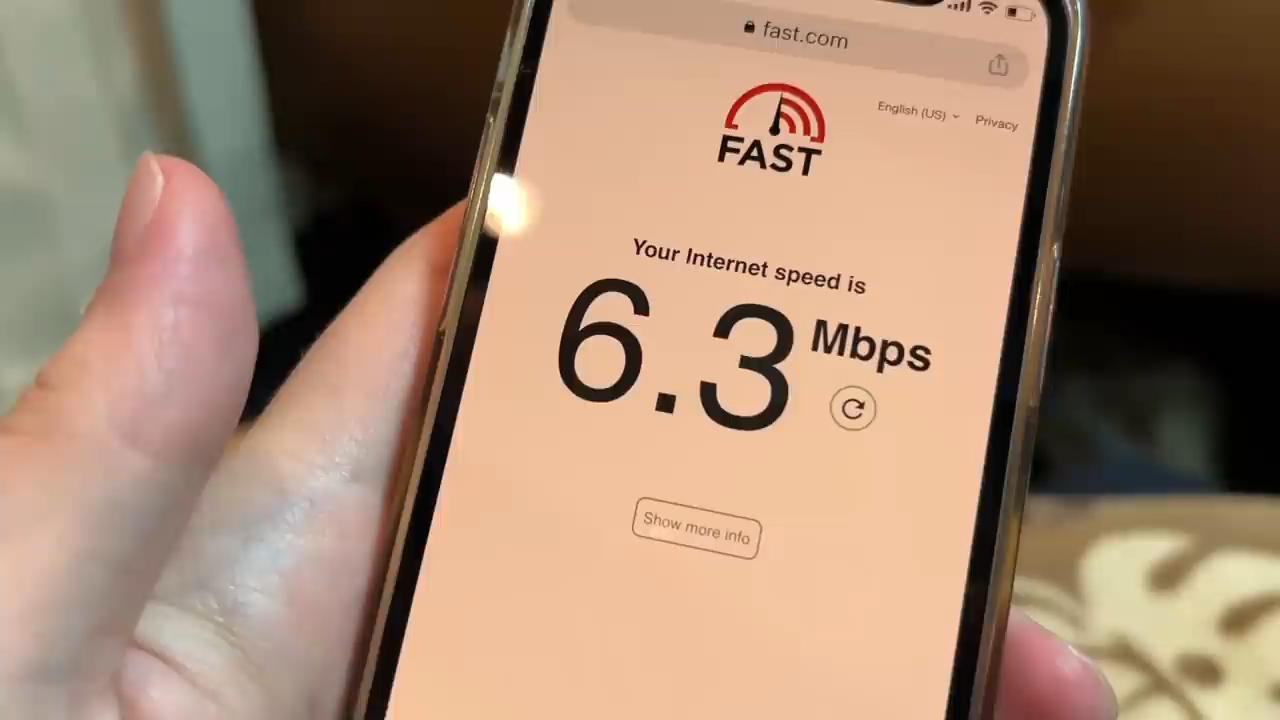 fast.com
English (US) Privacy
FAST
Your Internet speed is
6.3 Mbps
Show more info